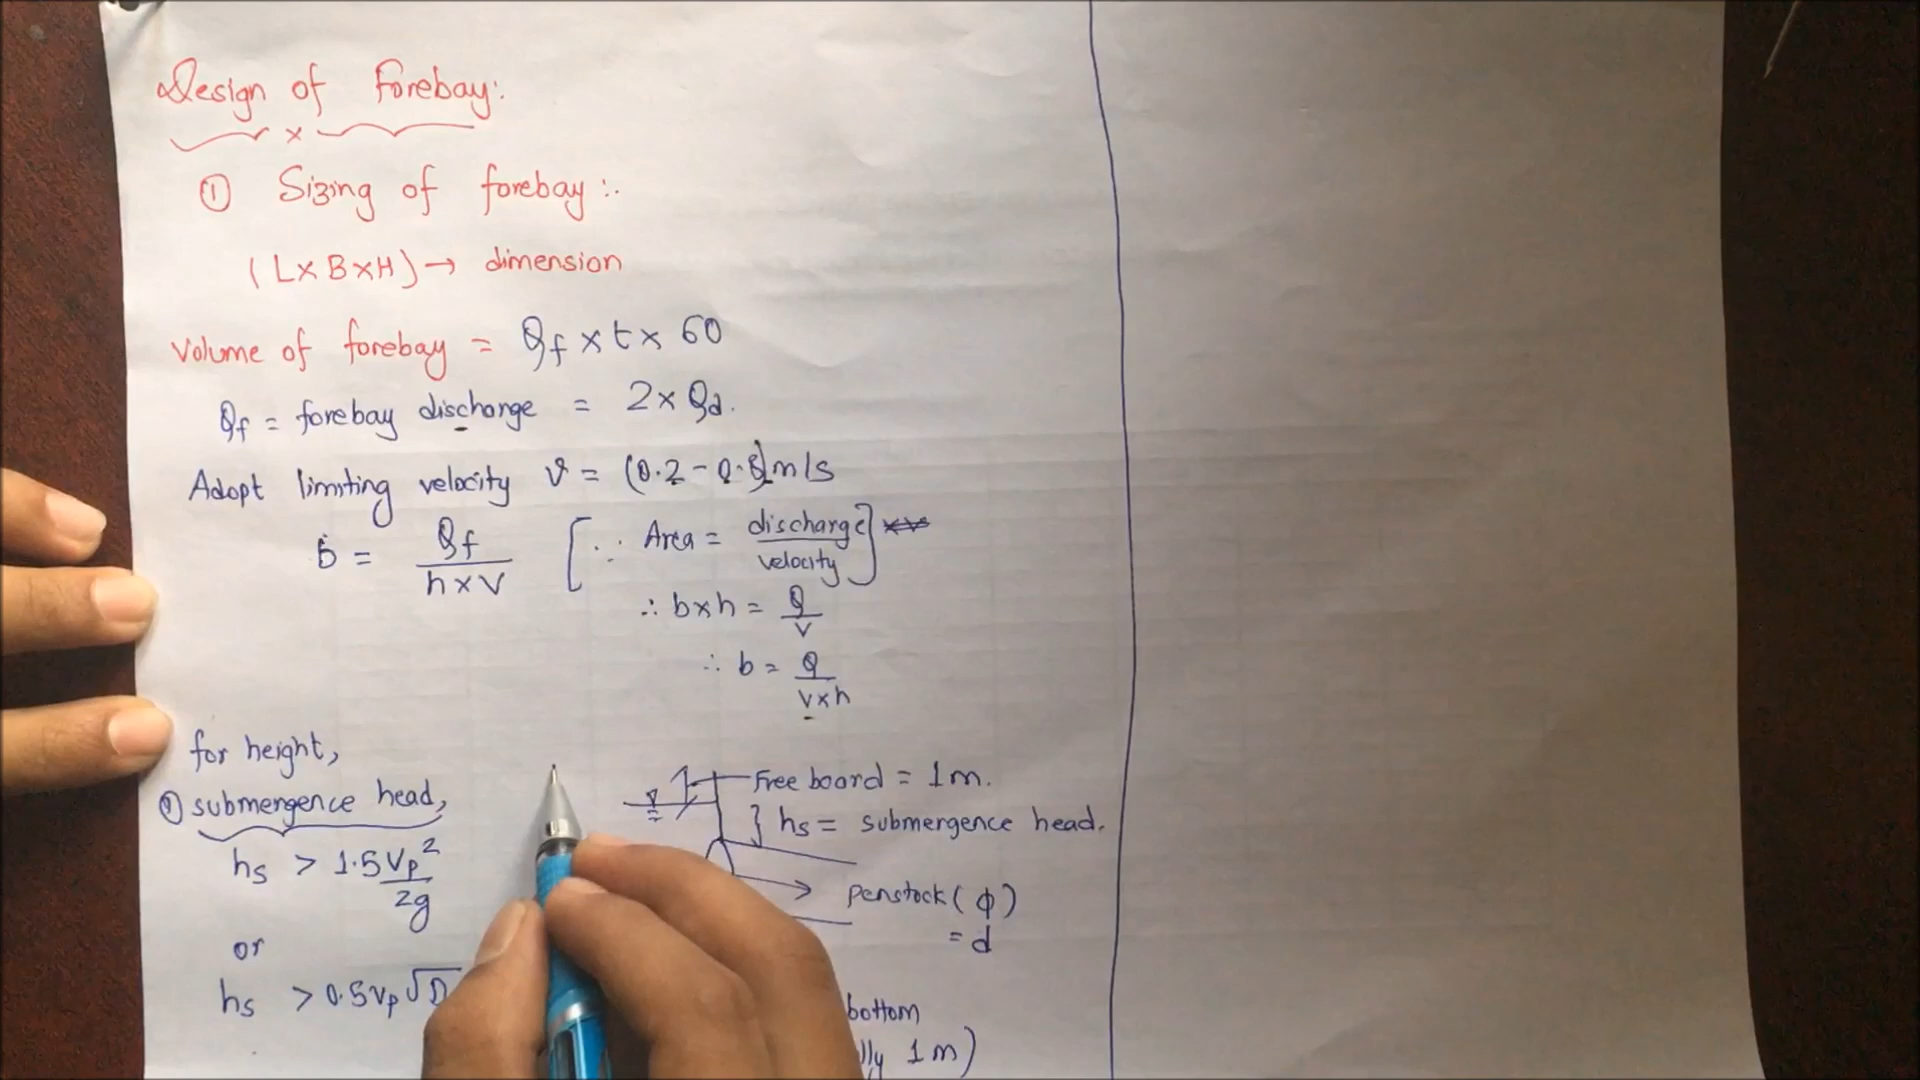 Design of Forebay:
① Sizing of forebay :.
(L×B×H) → dimension
Volume of forebay = Qf × t × 60
Qf = forebay discharge = 2 × Qd.
Adopt limiting velocity v = (0.2 - 0.8) m/s
b = Qf / h×v [∵ Area = discharge / velocity]
∴ b×h = Q / v
∴ b = Q / v×h
for height,
① submergence head,
hs > 1.5 Vp² / 2g
or
hs > 0.5 Vp √D
Free board = 1m.
} hs = submergence head.
Penstock (φ)
= d
bottom
lly 1m)